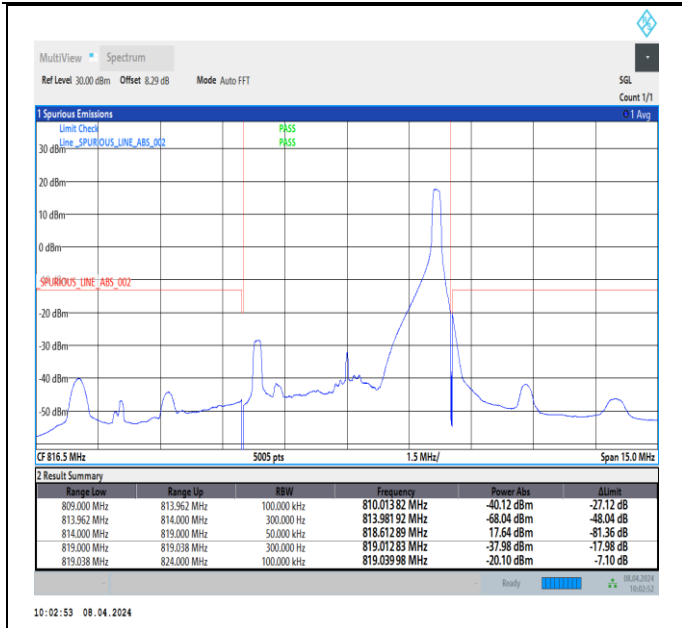 MultiView Spectrum
Ref Level 30.00 dBm Offset 8.29 dB Mode Auto FFT SGL
Count 1/1
1 Spurious Emissions 1 Avg
Limit Check PASS
Line _SPURIOUS_LINE_ABS_002 PASS
30 dBm
20 dBm
10 dBm
0 dBm
_SPURIOUS_LINE_ABS_002
-20 dBm
-30 dBm
-40 dBm
-50 dBm
CF 816.5 MHz 5005 pts 1.5 MHz/ Span 15.0 MHz
2 Result Summary
Range Low Range Up RBW Frequency Power Abs ΔLimit
809.000 MHz 813.962 MHz 100.000 kHz 810.01382 MHz -40.12 dBm -27.12 dB
813.962 MHz 814.000 MHz 300.000 Hz 813.98192 MHz -68.04 dBm -48.04 dB
814.000 MHz 819.000 MHz 50.000 kHz 818.61289 MHz 17.64 dBm -81.36 dB
819.000 MHz 819.038 MHz 300.000 Hz 819.01283 MHz -37.98 dBm -17.98 dB
819.038 MHz 824.000 MHz 100.000 kHz 819.03998 MHz -20.10 dBm -7.10 dB
Ready 08.04.2024
10:02:52
10:02:53 08.04.2024